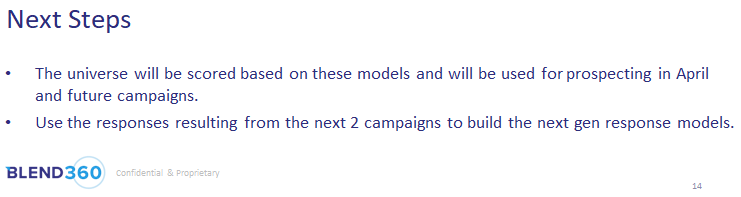 Next Steps
• The universe will be scored based on these models and will be used for prospecting in April
and future campaigns.
• Use the responses resulting from the next 2 campaigns to build the next gen response models.
BLEND360 Confidential & Proprietary
14